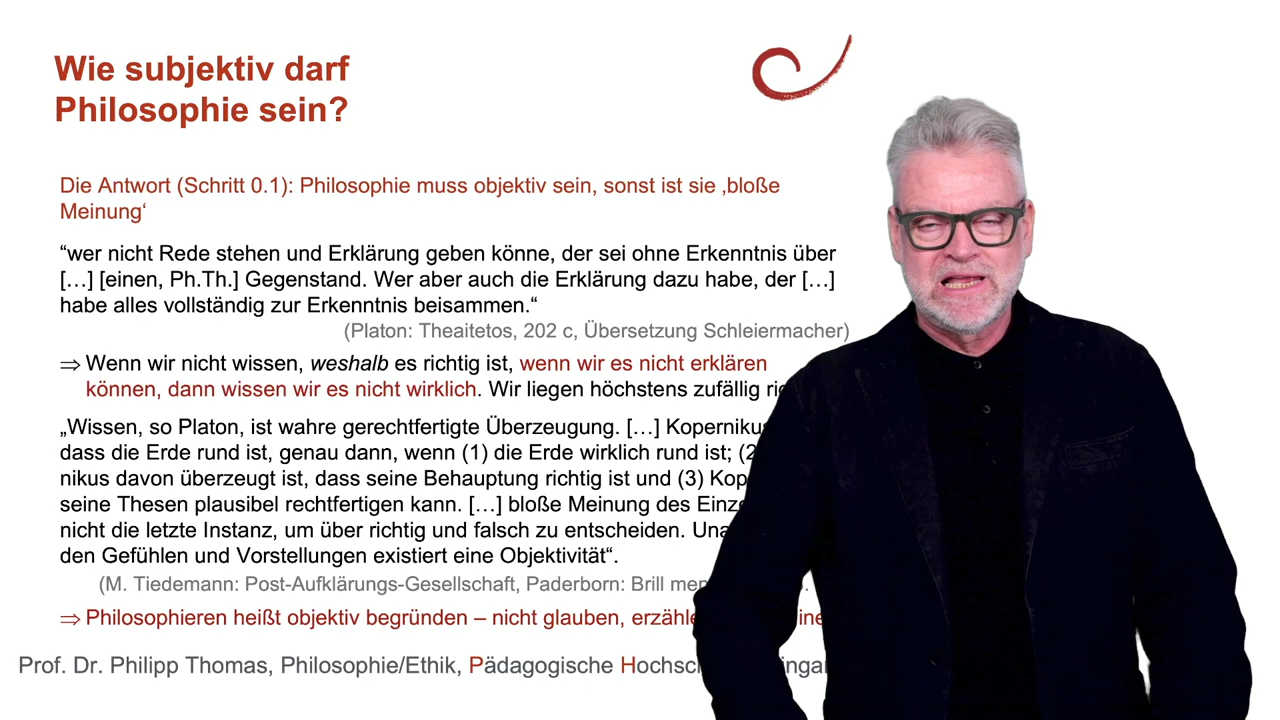 Wie subjektiv darf
Philosophie sein?
Die Antwort (Schritt 0.1): Philosophie muss objektiv sein, sonst ist sie ‚bloße
Meinung‘
“wer nicht Rede stehen und Erklärung geben könne, der sei ohne Erkenntnis über
[…] [einen, Ph.Th.] Gegenstand. Wer aber auch die Erklärung dazu habe, der […]
habe alles vollständig zur Erkenntnis beisammen.“
(Platon: Theaitetos, 202 c, Übersetzung Schleiermacher)
⇒ Wenn wir nicht wissen, weshalb es richtig ist, wenn wir es nicht erklären
können, dann wissen wir es nicht wirklich. Wir liegen höchstens zufällig
„Wissen, so Platon, ist wahre gerechtfertigte Überzeugung. […]
dass die Erde rund ist, genau dann, wenn (1) die Erde wirklich rund ist;
nikus davon überzeugt ist, dass seine Behauptung richtig ist und (3)
seine Thesen plausibel rechtfertigen kann. […] bloße Meinung des
nicht die letzte Instanz, um über richtig und falsch zu entscheiden.
den Gefühlen und Vorstellungen existiert eine Objektivität“.
(M. Tiedemann: Post-Aufklärungs-Gesellschaft, Paderborn: Brill
⇒ Philosophieren heißt objektiv begründen – nicht glauben,
Prof. Dr. Philipp Thomas, Philosophie/Ethik, Pädagogische